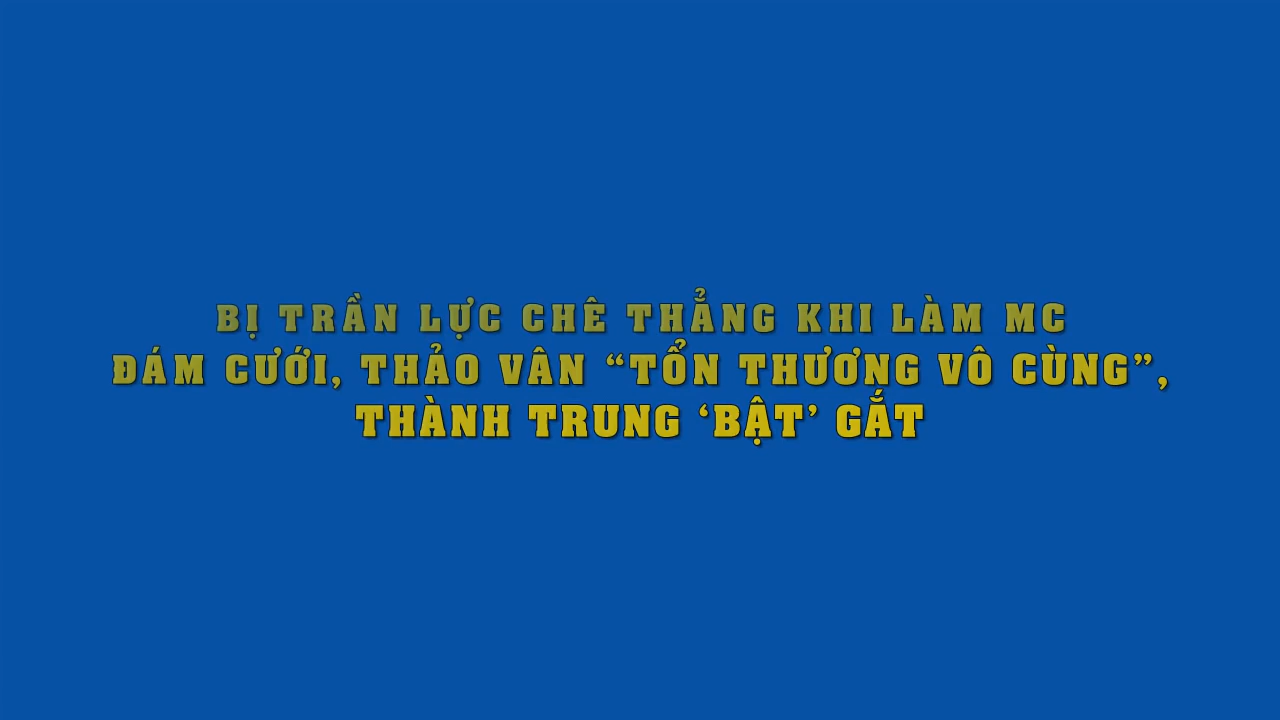 BỊ TRẦN LỰC CHÊ THẲNG KHI LÀM MC
ĐÁM CƯỚI, THẢO VÂN “TỔN THƯƠNG VÔ CÙNG”,
THÀNH TRUNG ‘BẬT’ GẮT